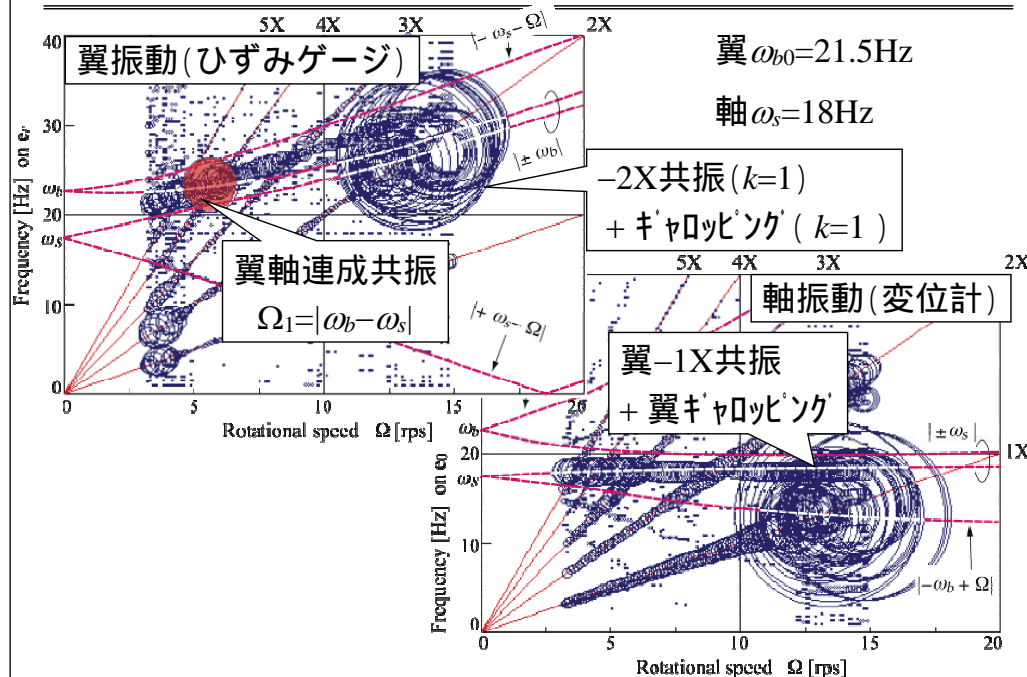 5X 4X 3X 2X
翼振動(ひずみゲージ)
|− ωs−Ω|
翼ωb0=21.5Hz
軸ωs=18Hz
|± ωb|
−2X共振(k=1)
+ ギャロッピング( k=1 )
翼軸連成共振
Ω1=|ωb−ωs|
|+ ωs− Ω|
40
30
20
10
0
ωb
ωs
Frequency [Hz] on er
0 5 10 15 20
Rotational speed Ω [rps]
5X 4X 3X 2X
軸振動(変位計)
翼−1X共振
+ 翼ギャロッピング
|± ωs|
1X
|−ωb + Ω|
ωb
20
ωs
10
0
Frequency [Hz] on e0
0 5 10 15 20
Rotational speed Ω [rps]